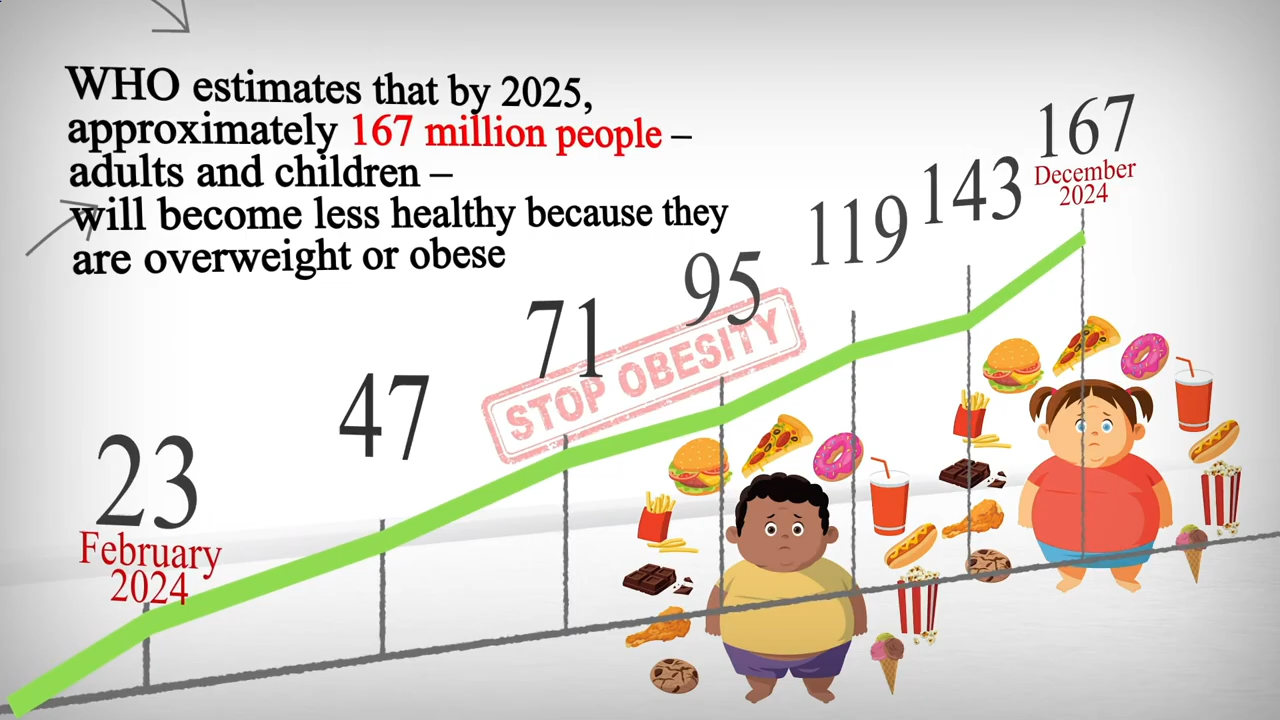 WHO estimates that by 2025,
approximately 167 million people –
adults and children –
will become less healthy because they
are overweight or obese
23
February
2024
47
71
95
119
143
167
December
2024
STOP OBESITY